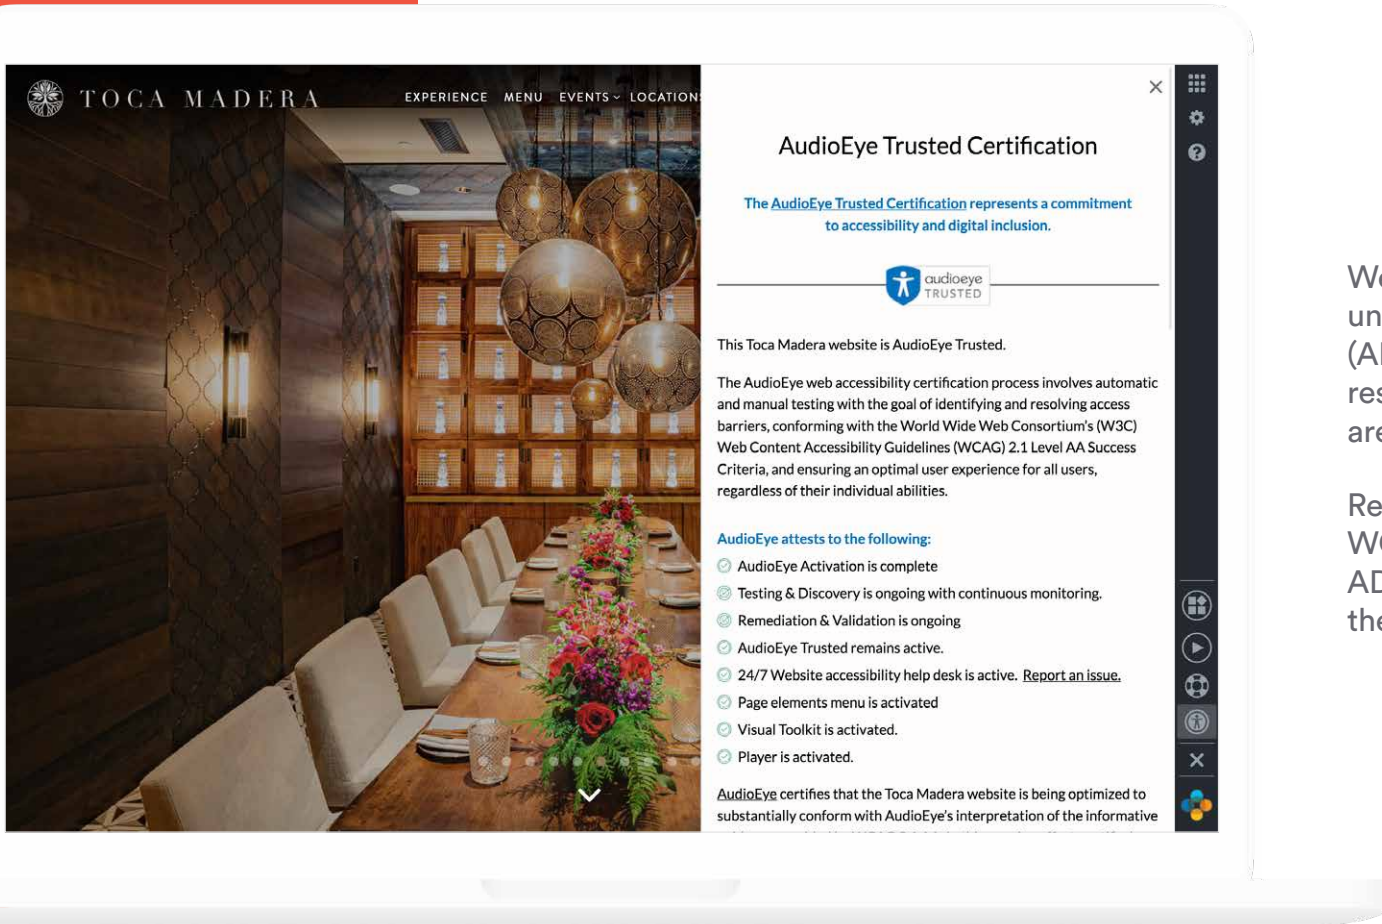 TOCA MADERA
EXPERIENCE MENU EVENTS LOCATIONS
AudioEye Trusted Certification
The AudioEye Trusted Certification represents a commitment
to accessibility and digital inclusion.
audioeye
TRUSTED
This Toca Madera website is AudioEye Trusted.
The AudioEye web accessibility certification process involves automatic
and manual testing with the goal of identifying and resolving access
barriers, conforming with the World Wide Web Consortium's (W3C)
Web Content Accessibility Guidelines (WCAG) 2.1 Level AA Success
Criteria, and ensuring an optimal user experience for all users,
regardless of their individual abilities.
AudioEye attests to the following:
AudioEye Activation is complete
Testing & Discovery is ongoing with continuous monitoring.
Remediation & Validation is ongoing
AudioEye Trusted remains active.
24/7 Website accessibility help desk is active. Report an issue.
Page elements menu is activated
Visual Toolkit is activated.
Player is activated.
AudioEye certifies that the Toca Madera website is being optimized to
substantially conform with AudioEye's interpretation of the informative